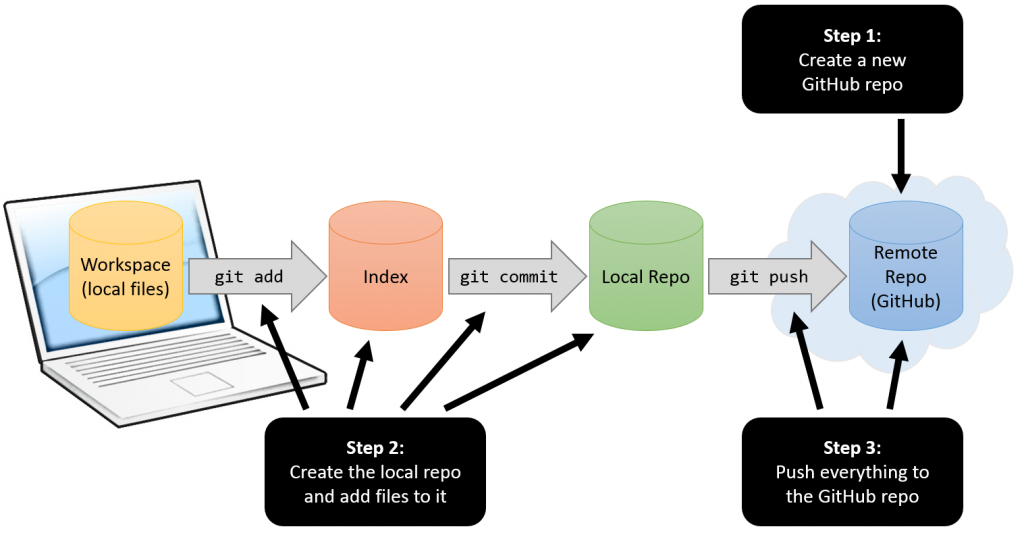 Step 1:
Create a new
GitHub repo
Workspace
(local files)
git add
Index
git commit
Local Repo
git push
Remote
Repo
(GitHub)
Step 2:
Create the local repo
and add files to it
Step 3:
Push everything to
the GitHub repo